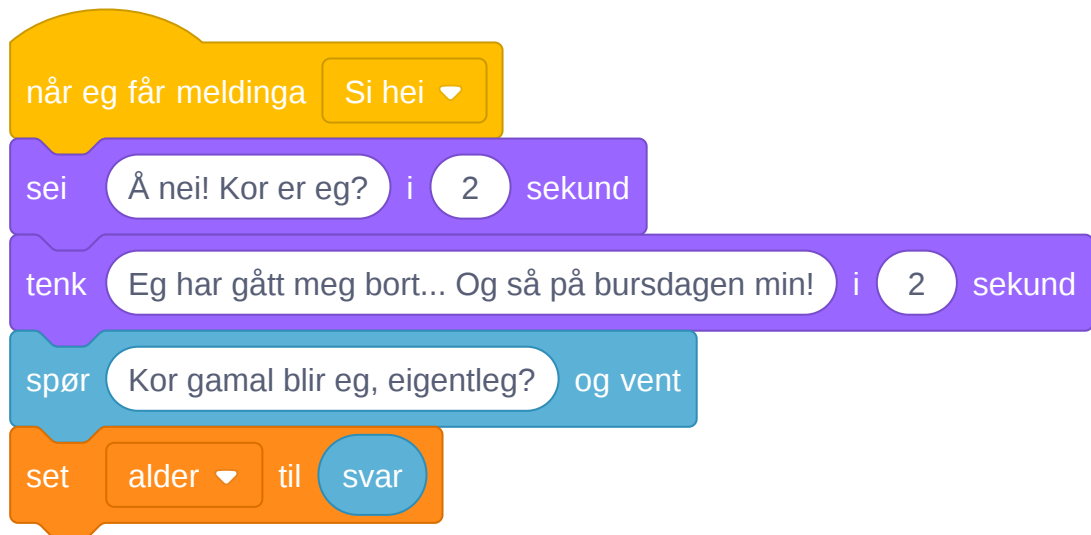 når eg får meldinga Si hei
sei Å nei! Kor er eg? i 2 sekund
tenk Eg har gått meg bort... Og så på bursdagen min! i 2 sekund
spør Kor gamal blir eg, eigentleg? og vent
set alder til svar